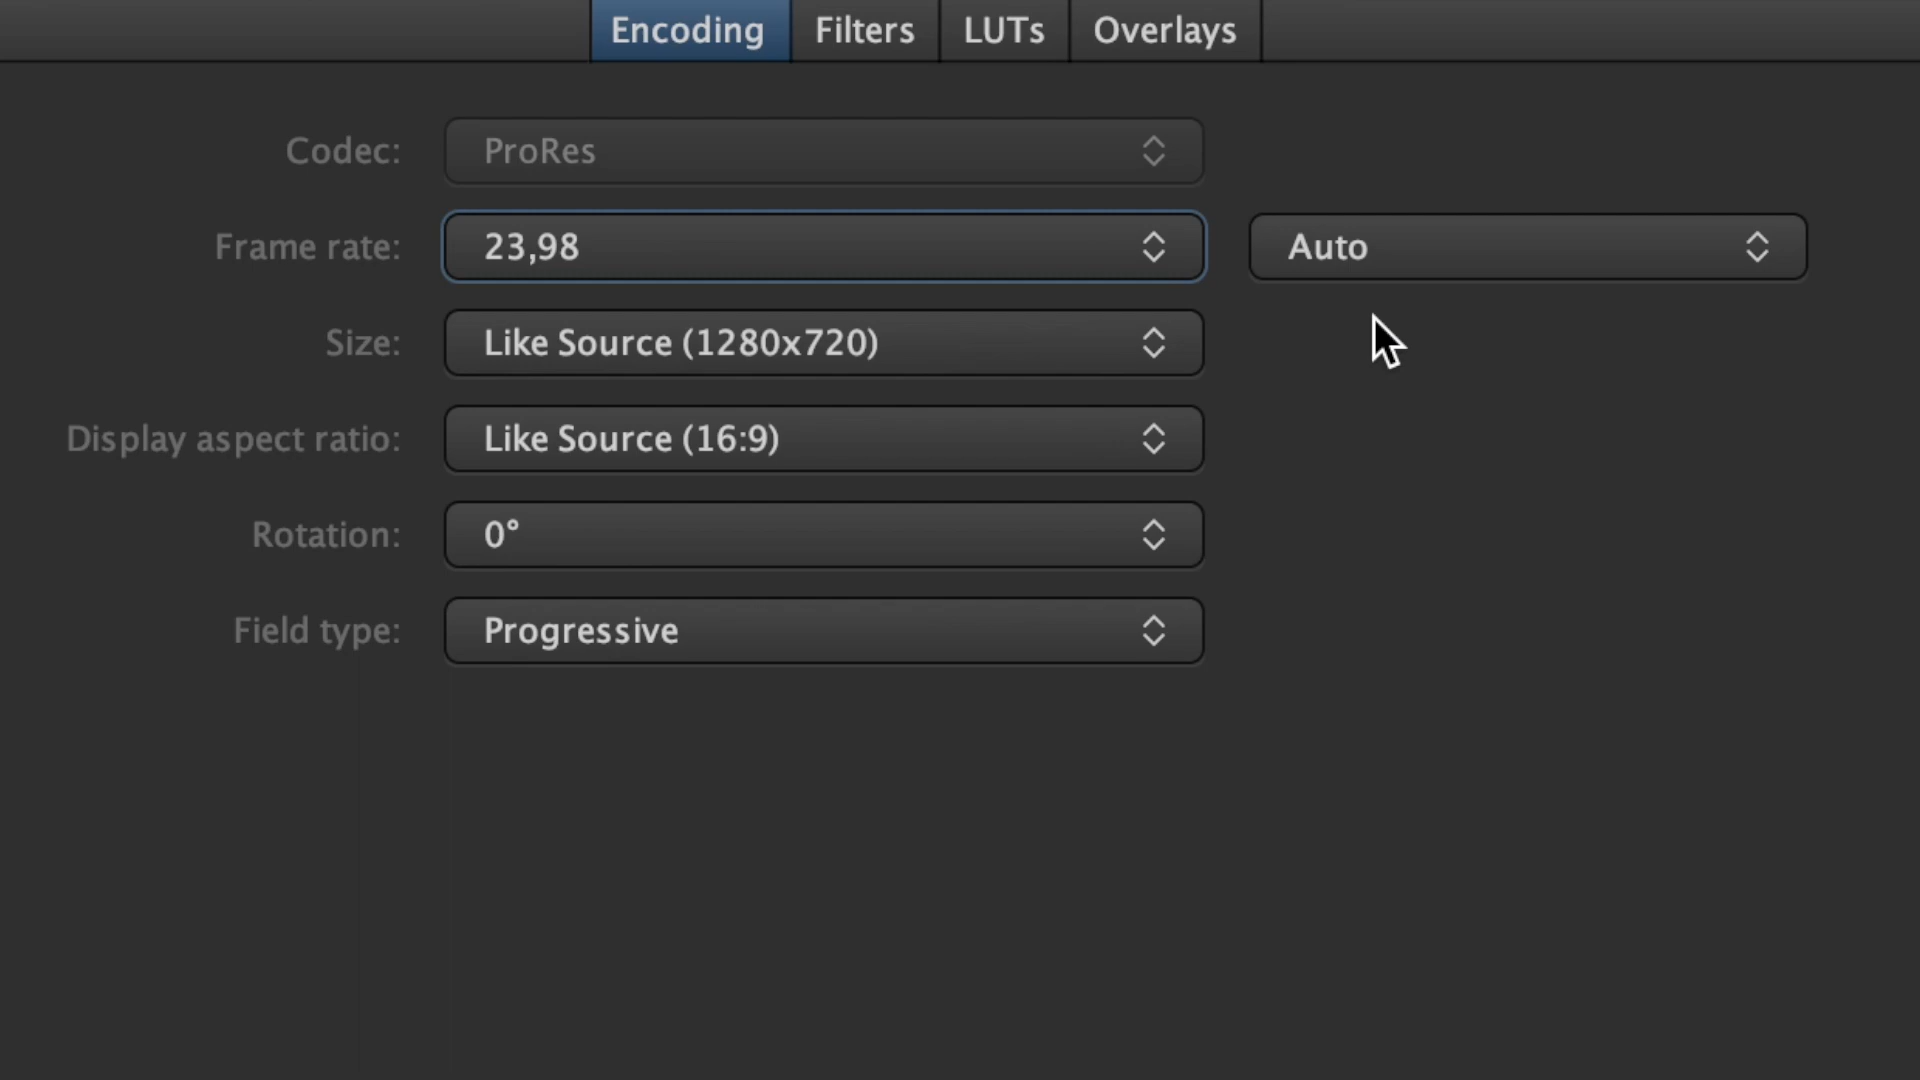 Encoding Filters LUTs Overlays
Codec: ProRes
Frame rate: 23,98 Auto
Size: Like Source (1280x720)
Display aspect ratio: Like Source (16:9)
Rotation: 0°
Field type: Progressive